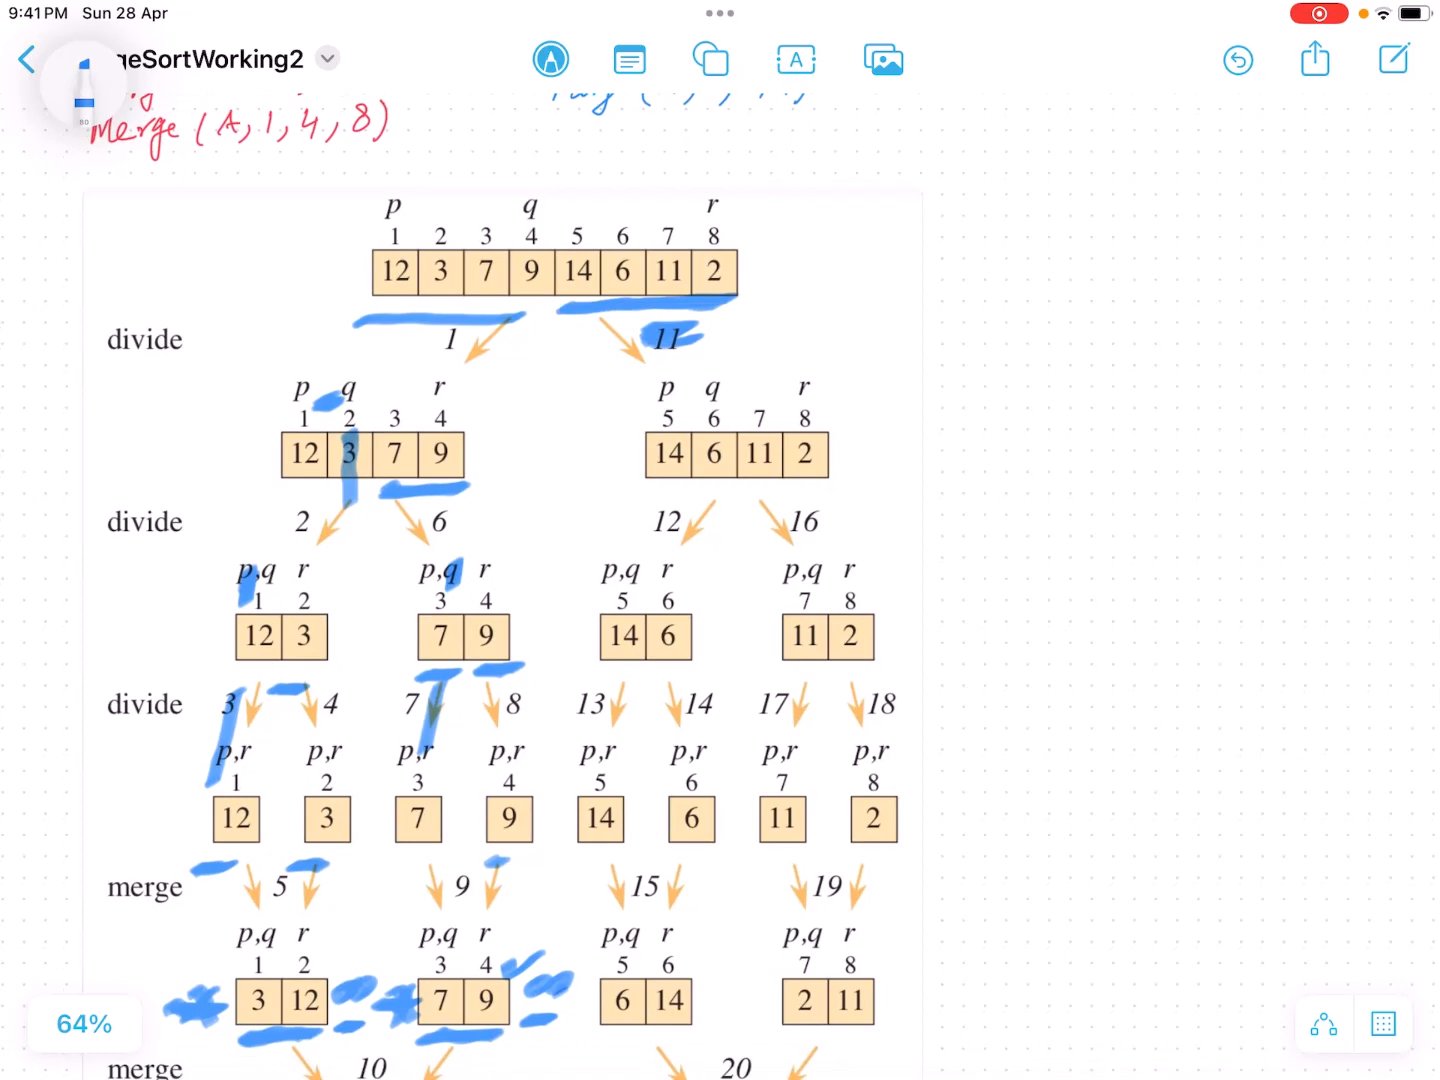 9:41 PM Sun 28 Apr
geSortWorking2
Merge (A, 1, 4, 8)
p q r
1 2 3 4 5 6 7 8
12 3 7 9 14 6 11 2
divide 1 11
p q r p q r
1 2 3 4 5 6 7 8
12 3 7 9 14 6 11 2
divide 2 6 12 16
p,q r p,q r p,q r p,q r
1 2 3 4 5 6 7 8
12 3 7 9 14 6 11 2
divide 3 4 7 8 13 14 17 18
p,r p,r p,r p,r p,r p,r p,r p,r
1 2 3 4 5 6 7 8
12 3 7 9 14 6 11 2
merge 5 9 15 19
p,q r p,q r p,q r p,q r
1 2 3 4 5 6 7 8
3 12 7 9 6 14 2 11
64%
merge 10 20